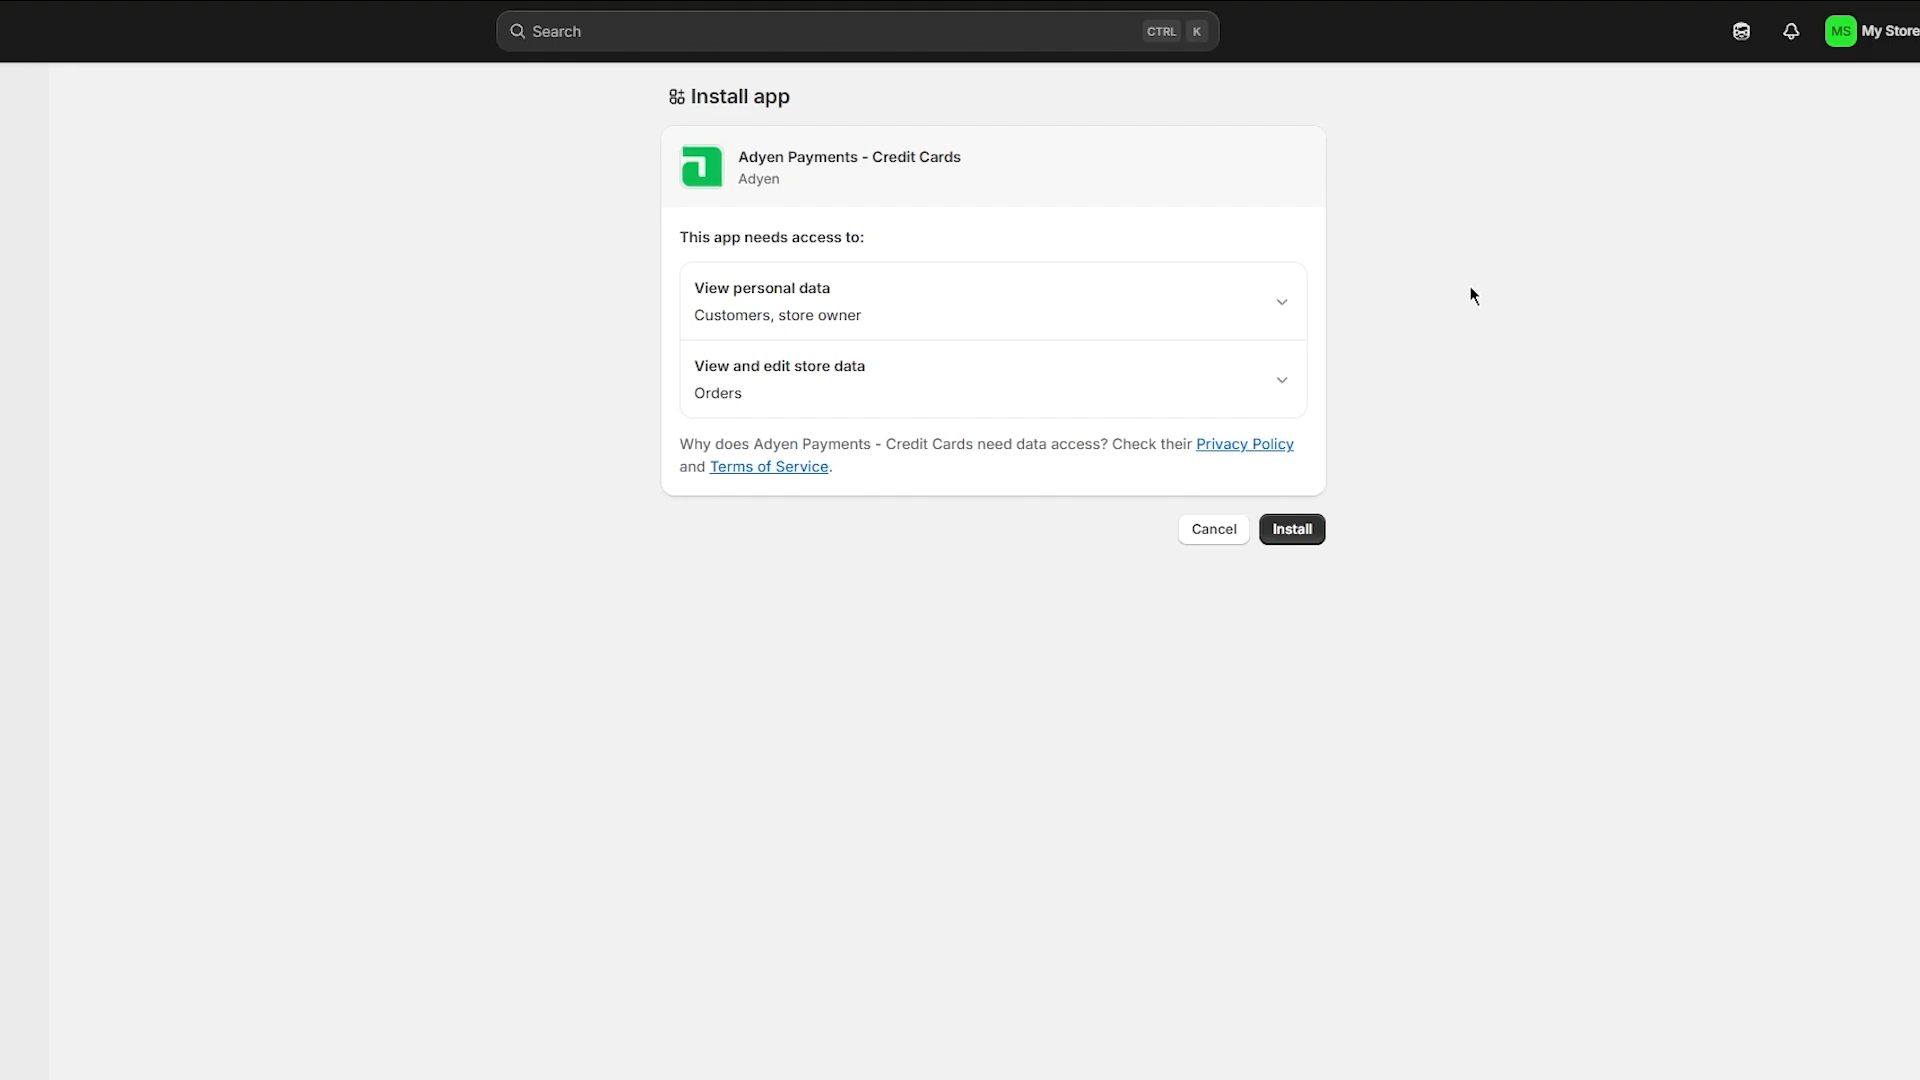 Search
CTRL K
MS My Store
Install app
Adyen Payments - Credit Cards
Adyen
This app needs access to:
View personal data
Customers, store owner
View and edit store data
Orders
Why does Adyen Payments - Credit Cards need data access? Check their Privacy Policy
and Terms of Service.
Cancel
Install